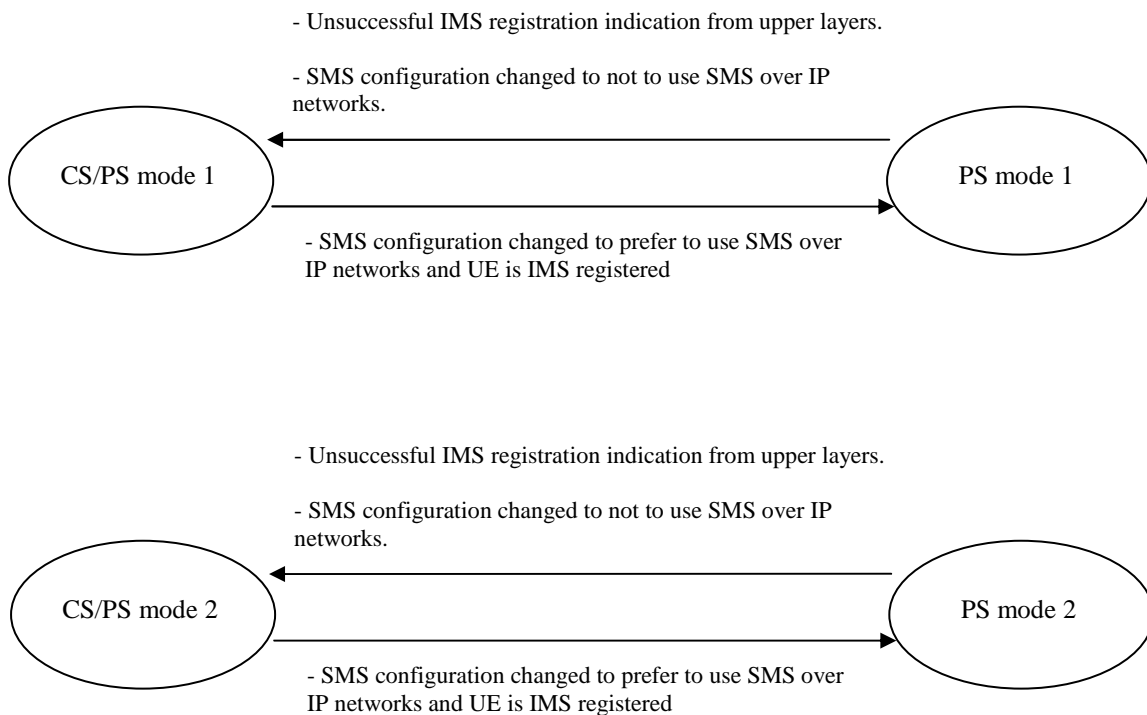 - Unsuccessful IMS registration indication from upper layers.
- SMS configuration changed to not to use SMS over IP
networks.
CS/PS mode 1
PS mode 1
- SMS configuration changed to prefer to use SMS over
IP networks and UE is IMS registered
- Unsuccessful IMS registration indication from upper layers.
- SMS configuration changed to not to use SMS over IP
networks.
CS/PS mode 2
PS mode 2
- SMS configuration changed to prefer to use SMS over
IP networks and UE is IMS registered